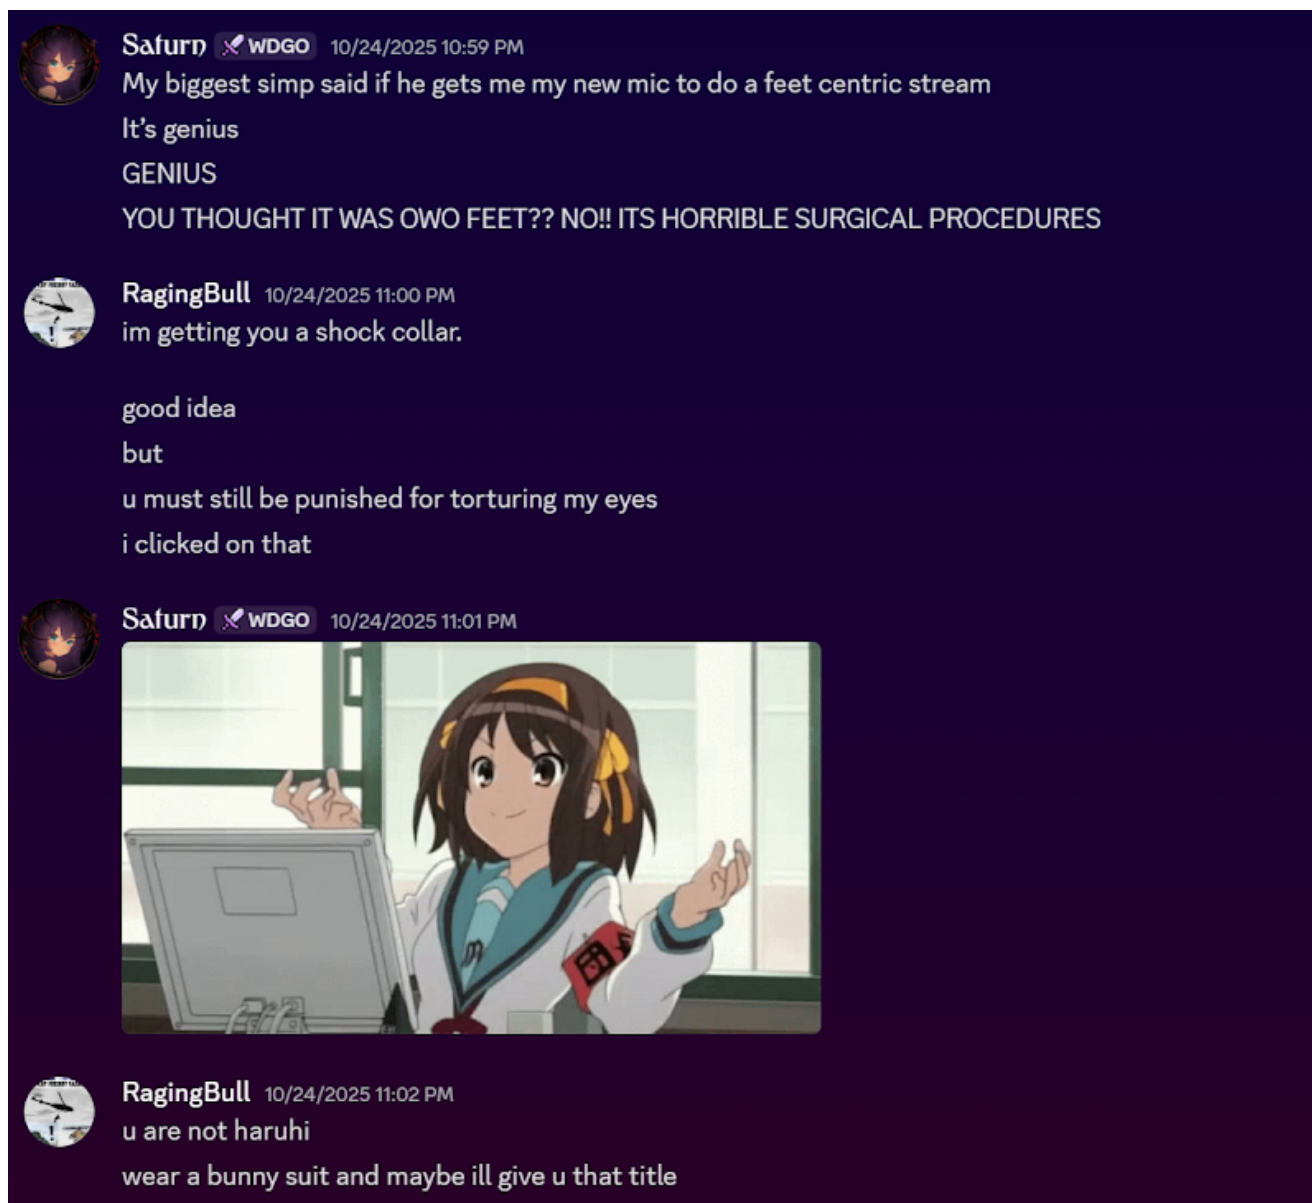 Saturn WDGO 10/24/2025 10:59 PM
My biggest simp said if he gets me my new mic to do a feet centric stream
It's genius
GENIUS
YOU THOUGHT IT WAS OWO FEET?? NO!! ITS HORRIBLE SURGICAL PROCEDURES
RagingBull 10/24/2025 11:00 PM
im getting you a shock collar.
good idea
but
u must still be punished for torturing my eyes
i clicked on that
Saturn WDGO 10/24/2025 11:01 PM
団
RagingBull 10/24/2025 11:02 PM
u are not haruhi
wear a bunny suit and maybe ill give u that title